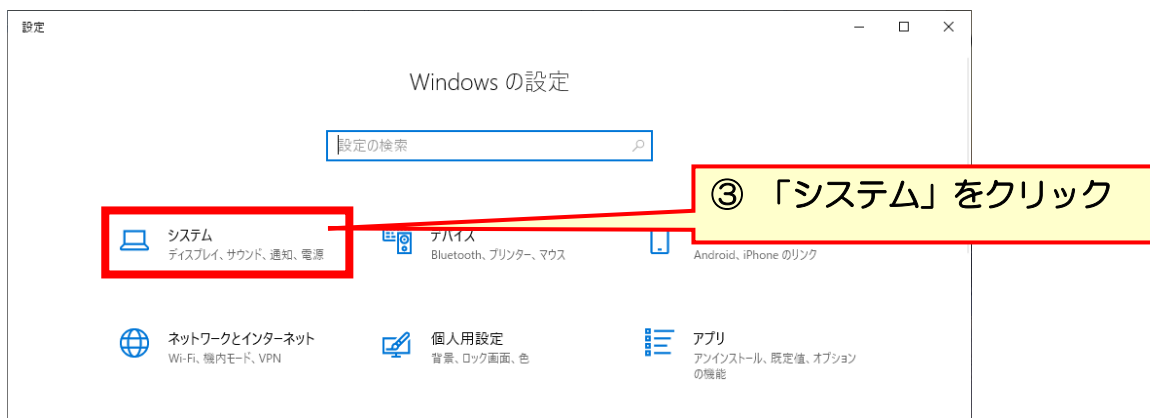 設定
Windows の設定
設定の検索
③ 「システム」をクリック
システム
ディスプレイ、サウンド、通知、電源
デバイス
Bluetooth、プリンター、マウス
Android、iPhone のリンク
ネットワークとインターネット
Wi-Fi、機内モード、VPN
個人用設定
背景、ロック画面、色
アプリ
アンインストール、既定値、オプション
の機能